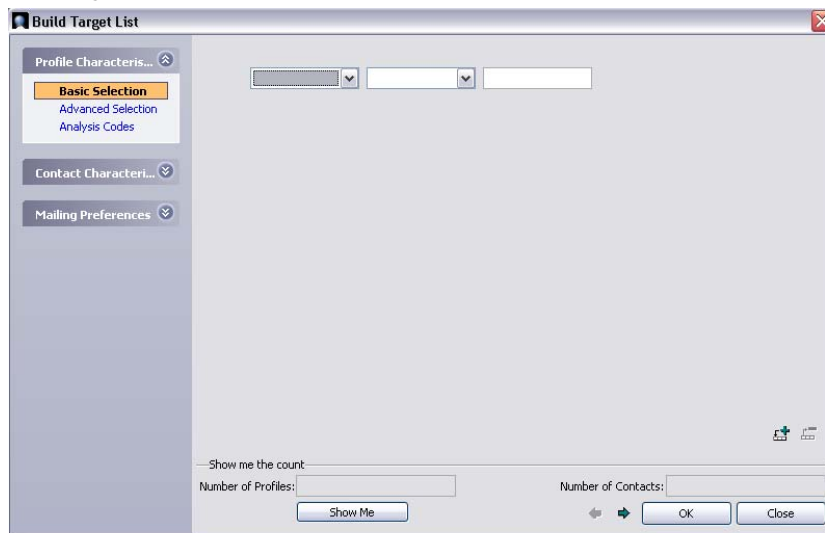 Build Target List
Profile Characteris...
Basic Selection
Advanced Selection
Analysis Codes
Contact Characteri...
Mailing Preferences
Show me the count
Number of Profiles:
Number of Contacts:
Show Me
OK
Close